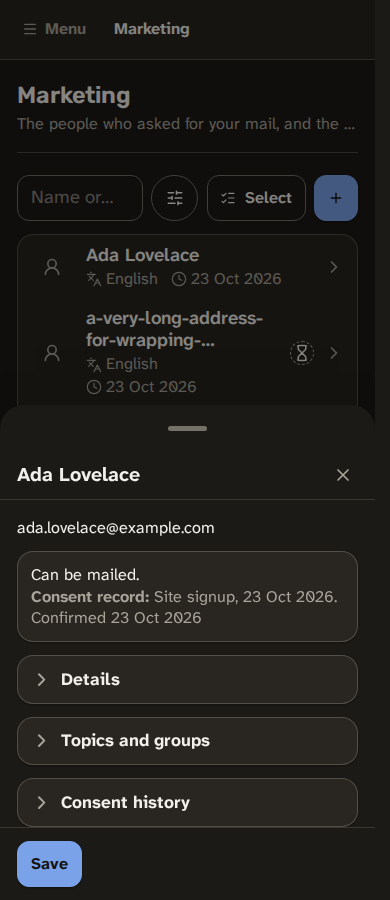 Menu
Marketing
Marketing
The people who asked for your mail, and the ...
Name or...
Select
Ada Lovelace
English
23 Oct 2026
a-very-long-address-
for-wrapping-...
English
23 Oct 2026
Ada Lovelace
ada.lovelace@example.com
Can be mailed.
Consent record: Site signup, 23 Oct 2026.
Confirmed 23 Oct 2026
Details
Topics and groups
Consent history
Save